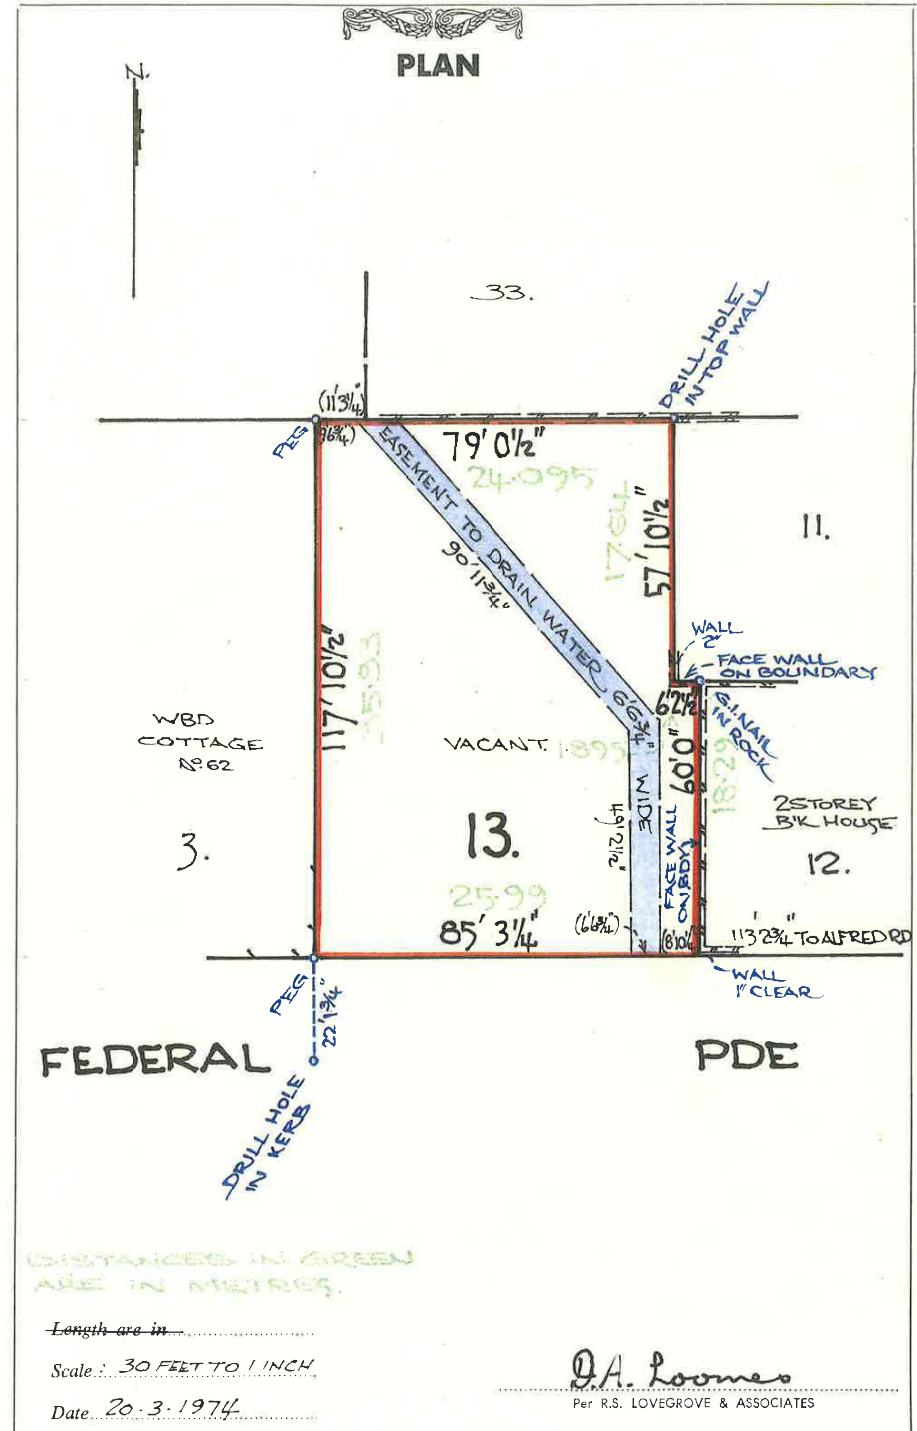 PLAN
N.
33.
DRILL HOLE
IN TOP WALL
(11'3¼")
PEG
79' 0½"
24·095
EASEMENT TO DRAIN WATER 6'6¾" WIDE
90'11¾"
17·64
57'10½"
11.
WALL
2"
FACE WALL
ON BOUNDARY
6'2½"
G.I. NAIL
IN ROCK
117'10½"
35·93
WBD
COTTAGE
Nº 62
VACANT.
1·895
60'0"
18·29
49'2½"
2 STOREY
B'K HOUSE
3.
13.
12.
FACE WALL
ON BDY.
25·99
85' 3¼"
(6'6¾")
(8'10¼")
113'2¾" TO ALFRED RD
WALL
1" CLEAR
PEG
22'1¾"
FEDERAL PDE
DRILL HOLE
IN KERB
DISTANCES IN GREEN
ARE IN METRES.
Length are in
Scale : 30 FEET TO 1 INCH
Date 20·3·1974
D.A. Loomes
Per R.S. LOVEGROVE & ASSOCIATES